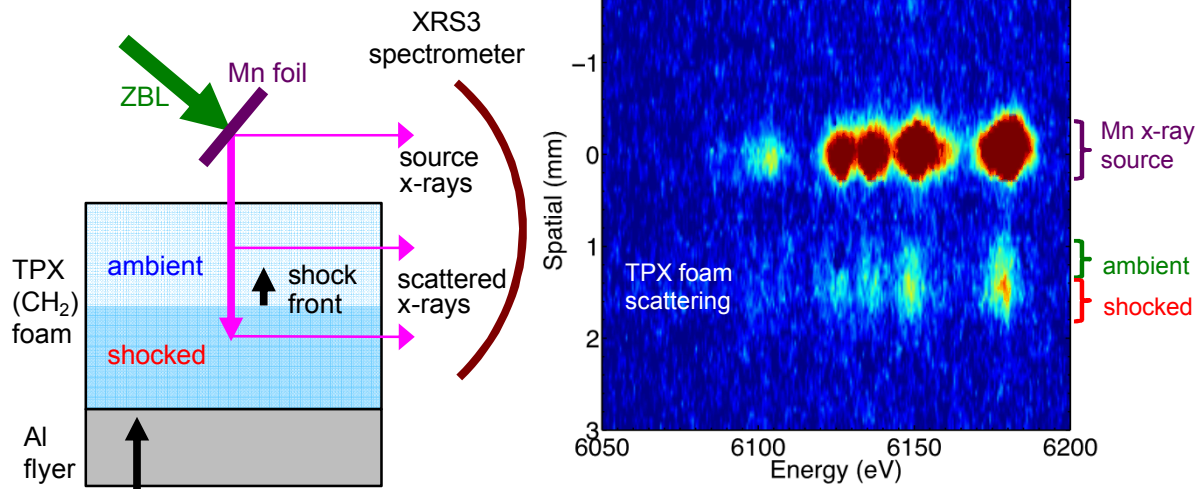 XRS3
spectrometer
Mn foil
ZBL
source
x-rays
ambient
shock
front
scattered
x-rays
TPX
(CH2)
foam
shocked
Al
flyer
−1
0
1
2
3
Spatial (mm)
TPX foam
scattering
6050
6100
6150
6200
Energy (eV)
Mn x-ray
source
ambient
shocked